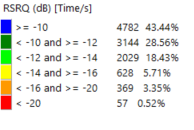 RSRQ (dB) [Time/s]
>= -10 4782 43.44%
< -10 and >= -12 3144 28.56%
< -12 and >= -14 2029 18.43%
< -14 and >= -16 628 5.71%
< -16 and >= -20 369 3.35%
< -20 57 0.52%